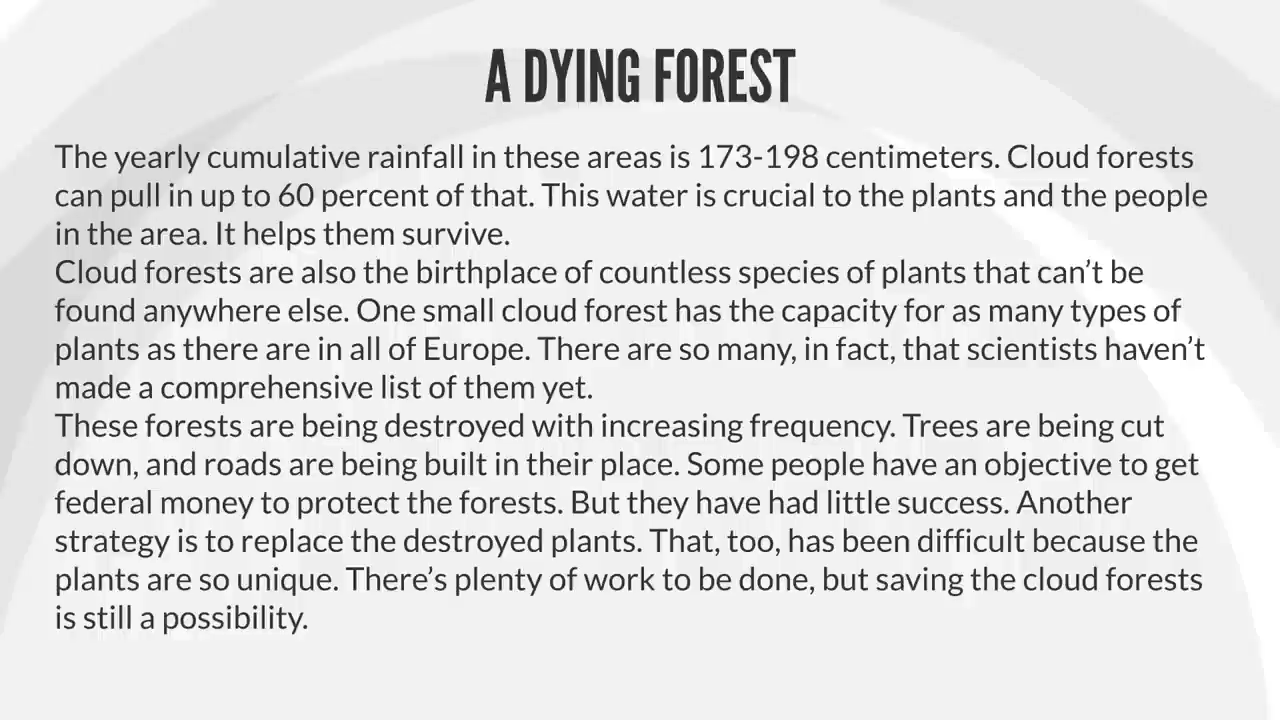 A DYING FOREST
The yearly cumulative rainfall in these areas is 173-198 centimeters. Cloud forests
can pull in up to 60 percent of that. This water is crucial to the plants and the people
in the area. It helps them survive.
Cloud forests are also the birthplace of countless species of plants that can’t be
found anywhere else. One small cloud forest has the capacity for as many types of
plants as there are in all of Europe. There are so many, in fact, that scientists haven’t
made a comprehensive list of them yet.
These forests are being destroyed with increasing frequency. Trees are being cut
down, and roads are being built in their place. Some people have an objective to get
federal money to protect the forests. But they have had little success. Another
strategy is to replace the destroyed plants. That, too, has been difficult because the
plants are so unique. There’s plenty of work to be done, but saving the cloud forests
is still a possibility.